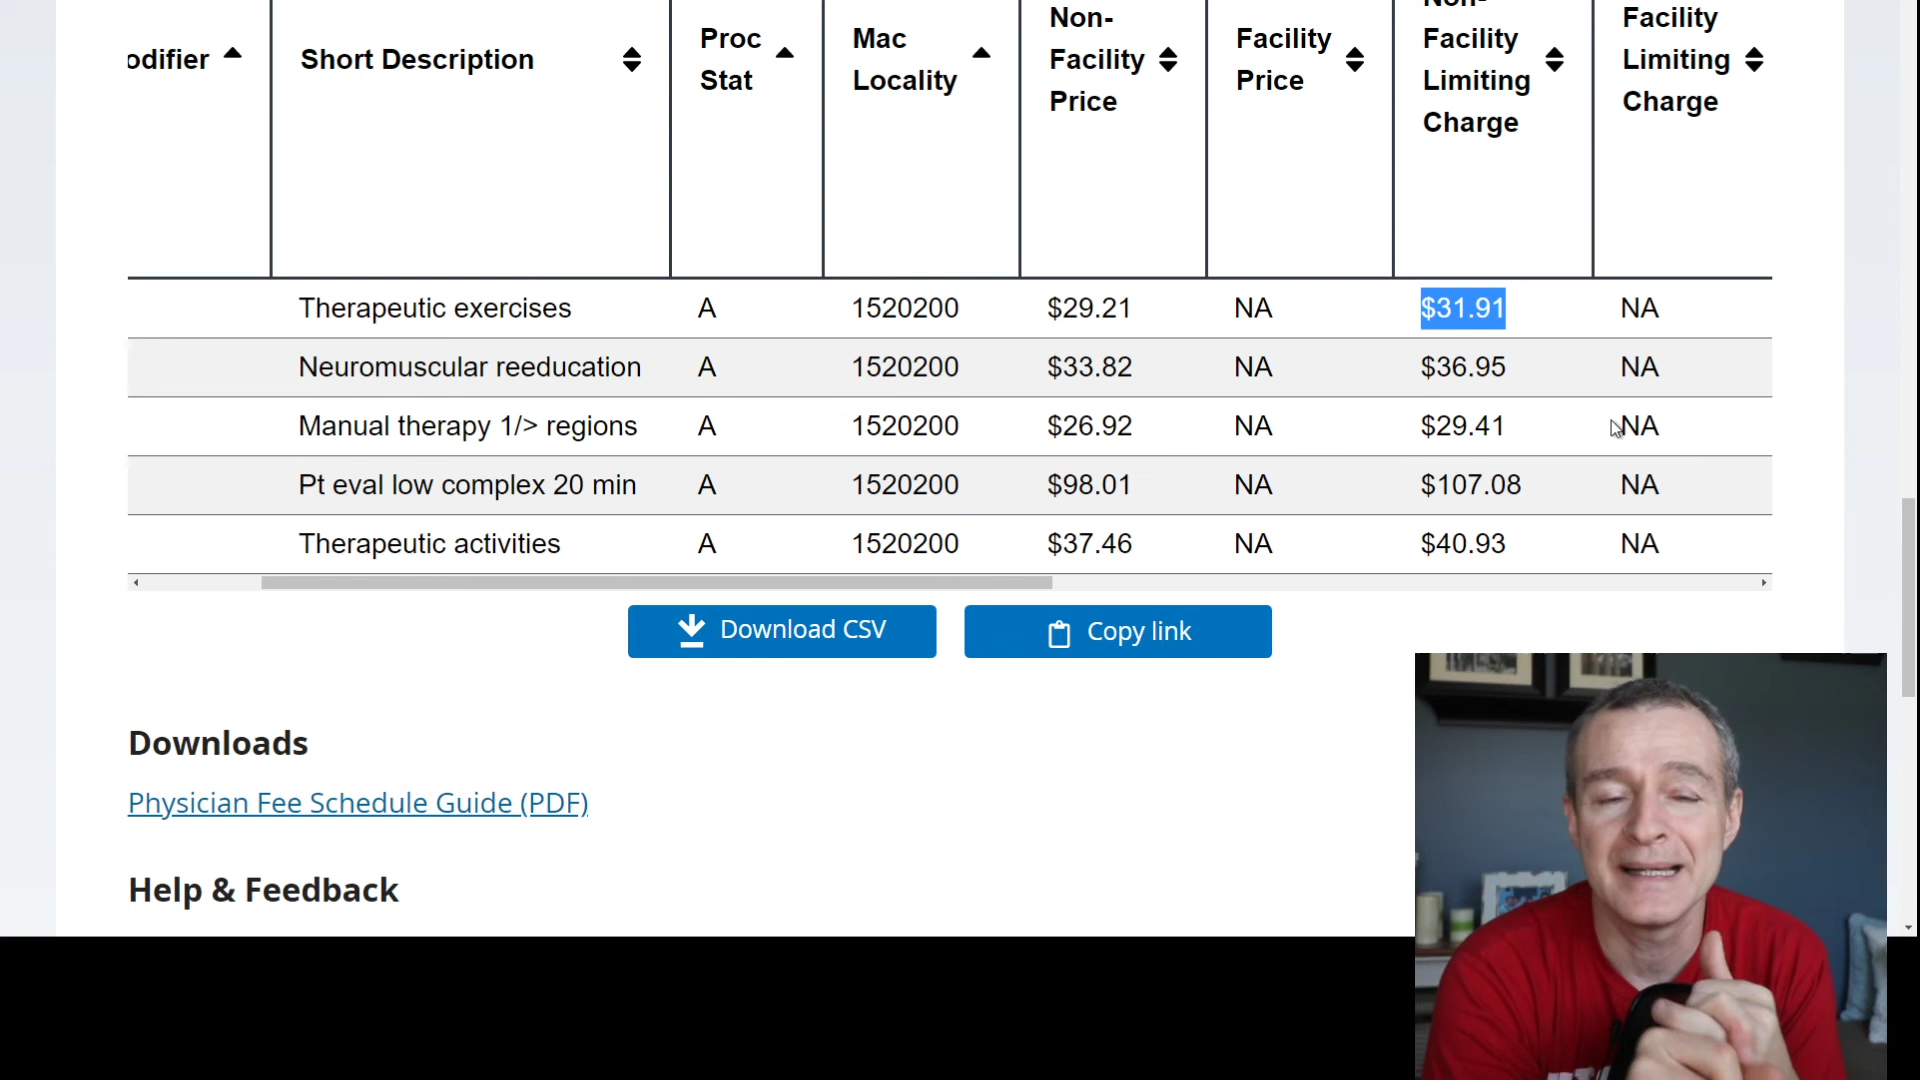 odifier
Short Description
Proc
Stat
Mac
Locality
Non-
Facility
Price
Facility
Price
Non-
Facility
Limiting
Charge
Facility
Limiting
Charge
Therapeutic exercises A 1520200 $29.21 NA $31.91 NA
Neuromuscular reeducation A 1520200 $33.82 NA $36.95 NA
Manual therapy 1/> regions A 1520200 $26.92 NA $29.41 NA
Pt eval low complex 20 min A 1520200 $98.01 NA $107.08 NA
Therapeutic activities A 1520200 $37.46 NA $40.93 NA
Download CSV
Copy link
Downloads
Physician Fee Schedule Guide (PDF)
Help & Feedback